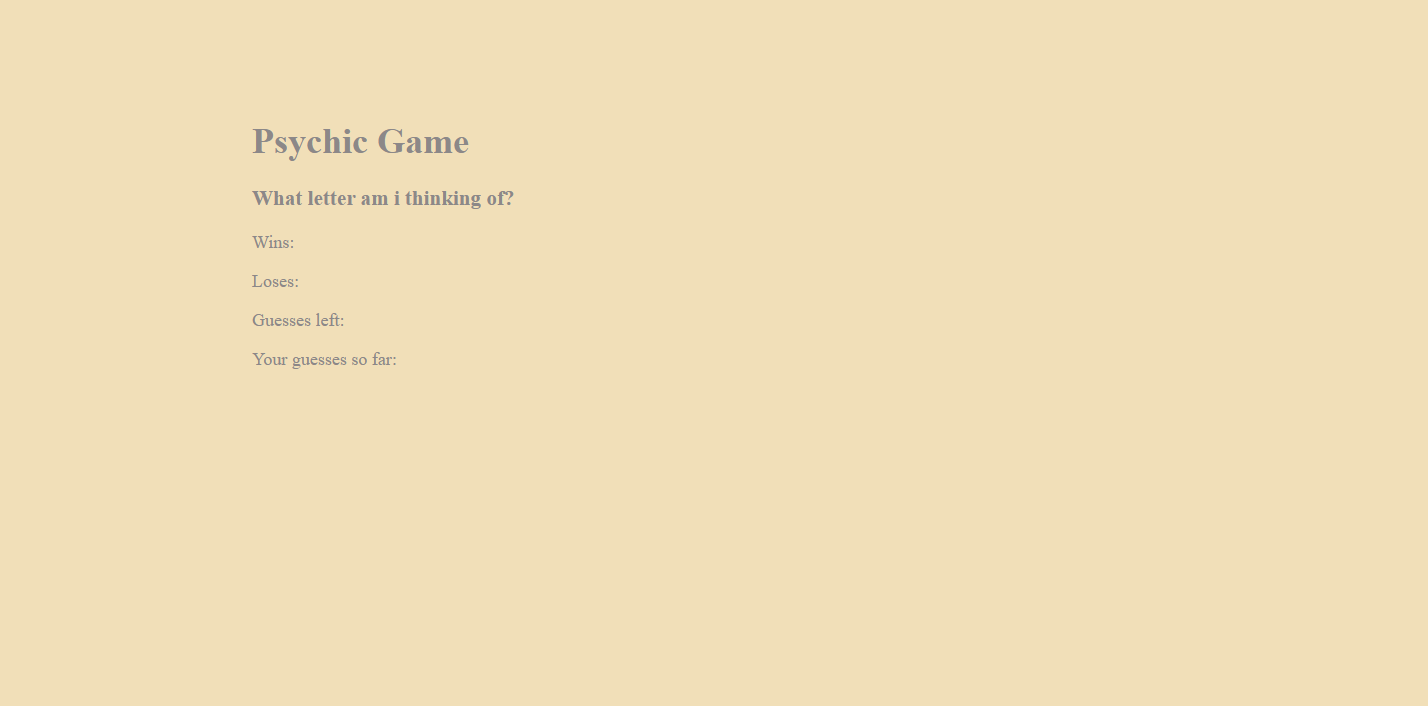 Psychic Game
What letter am i thinking of?
Wins:
Loses:
Guesses left:
Your guesses so far: